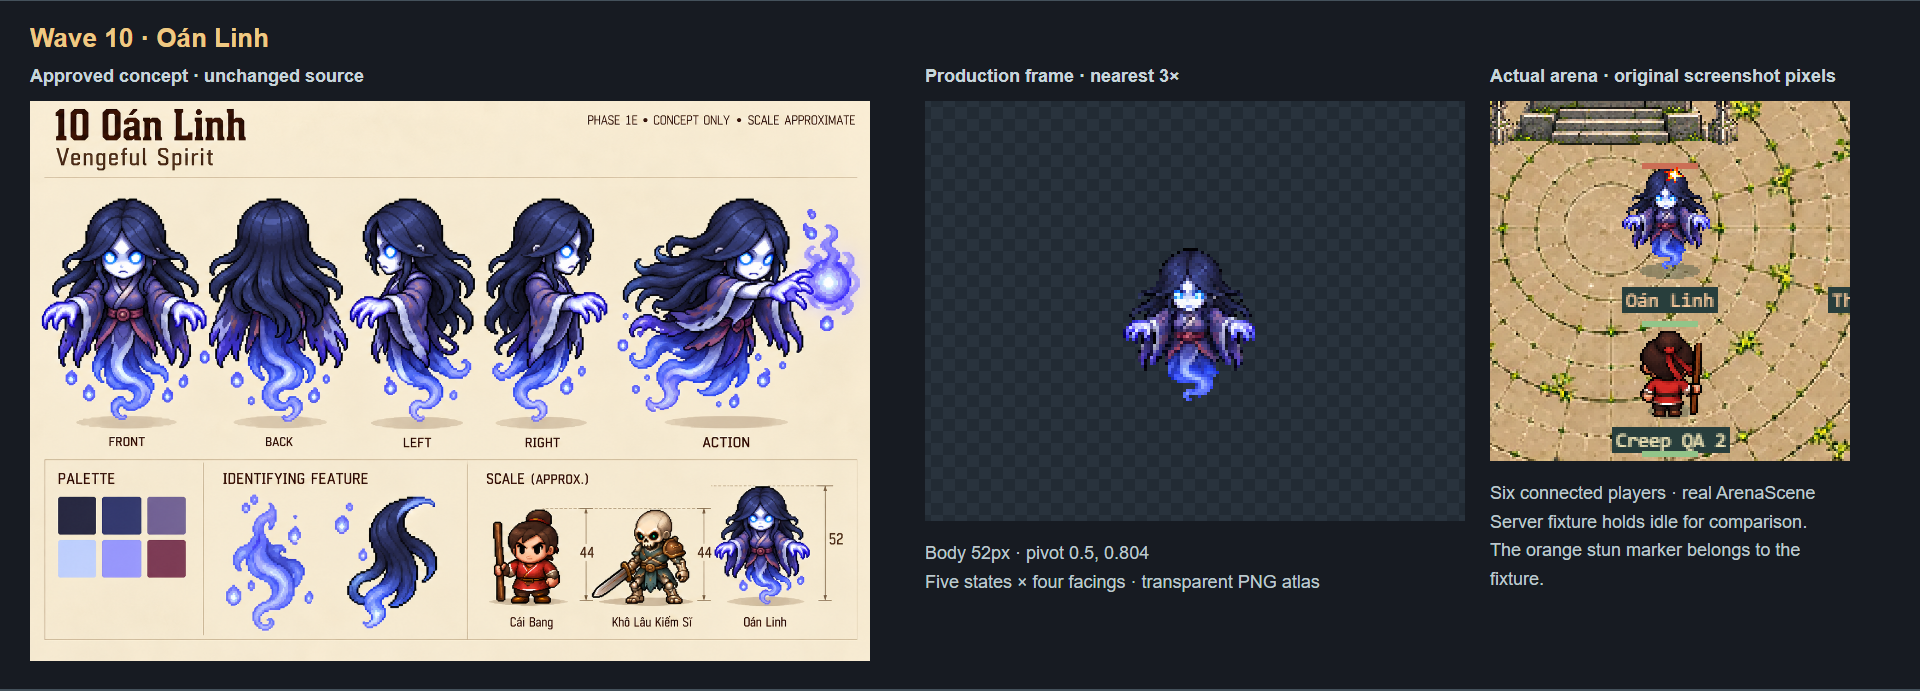 Wave 10 · Oán Linh
Approved concept · unchanged source
10 Oán Linh
Vengeful Spirit
PHASE 1E • CONCEPT ONLY • SCALE APPROXIMATE
FRONT
BACK
LEFT
RIGHT
ACTION
PALETTE
IDENTIFYING FEATURE
SCALE (APPROX.)
44
44
52
Cái Bang
Khô Lâu Kiếm Sĩ
Oán Linh
Production frame · nearest 3×
Body 52px · pivot 0.5, 0.804
Five states × four facings · transparent PNG atlas
Actual arena · original screenshot pixels
Oán Linh
Th
Creep QA 2
Six connected players · real ArenaScene
Server fixture holds idle for comparison.
The orange stun marker belongs to the
fixture.